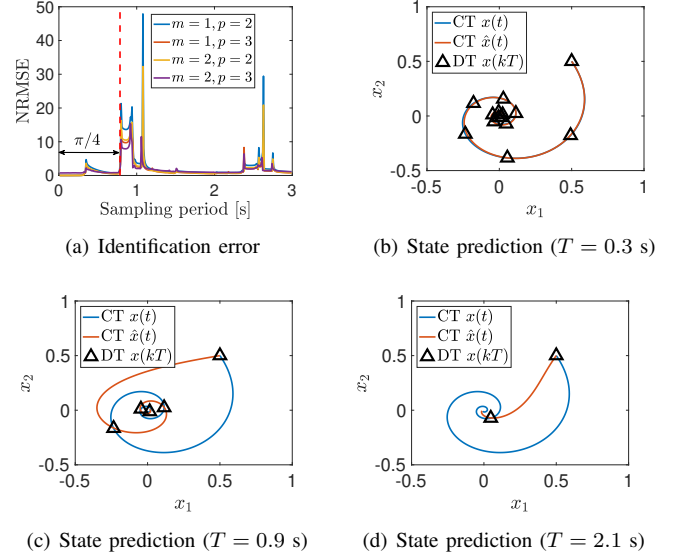 50
40
30
20
10
0
NRMSE
m = 1, p = 2
m = 1, p = 3
m = 2, p = 2
m = 2, p = 3
π/4
0 1 2 3
Sampling period [s]
(a) Identification error
1
0.5
0
-0.5
x₂
CT x(t)
CT x̂(t)
DT x(kT)
-0.5 0 0.5 1
x₁
(b) State prediction (T = 0.3 s)
1
0.5
0
-0.5
x₂
CT x(t)
CT x̂(t)
DT x(kT)
-0.5 0 0.5 1
x₁
(c) State prediction (T = 0.9 s)
1
0.5
0
-0.5
x₂
CT x(t)
CT x̂(t)
DT x(kT)
-0.5 0 0.5 1
x₁
(d) State prediction (T = 2.1 s)